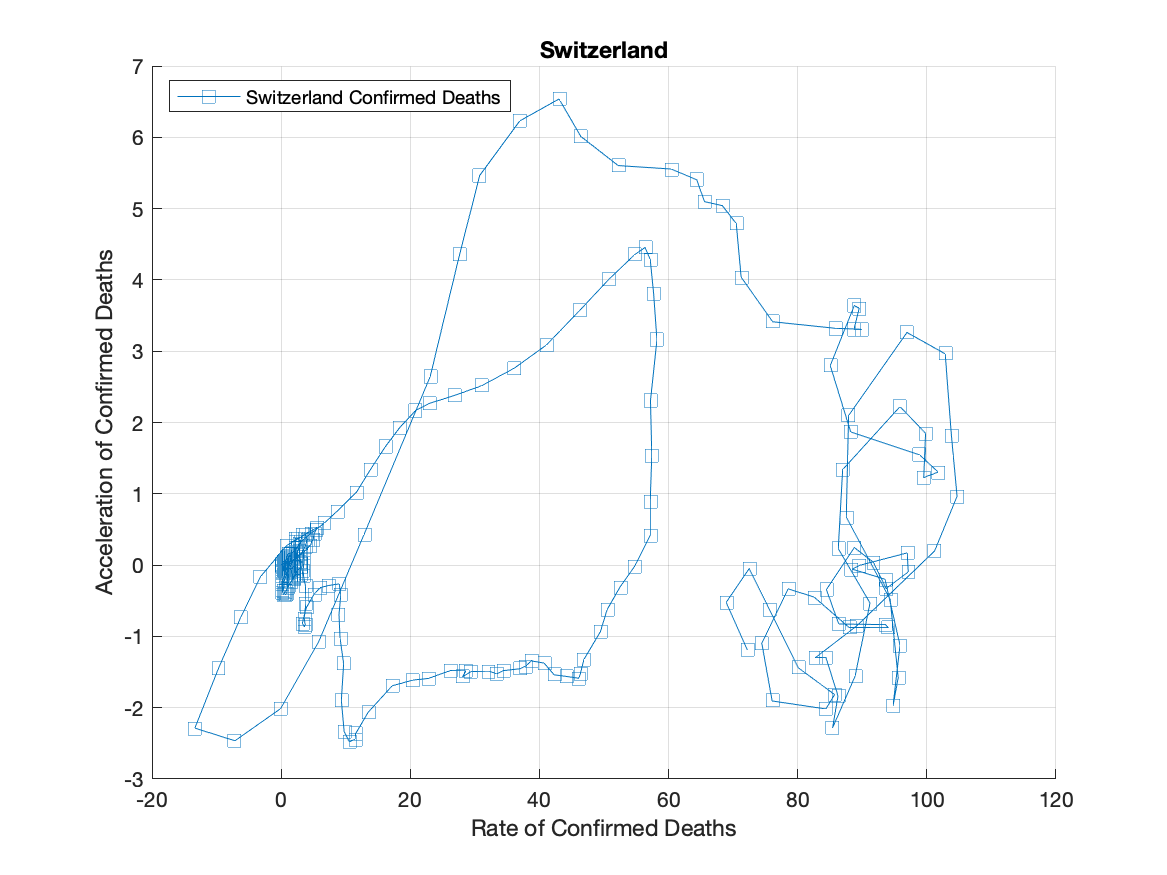 Switzerland
Switzerland Confirmed Deaths
7
6
5
4
3
2
1
0
-1
-2
-3
Acceleration of Confirmed Deaths
-20 0 20 40 60 80 100 120
Rate of Confirmed Deaths